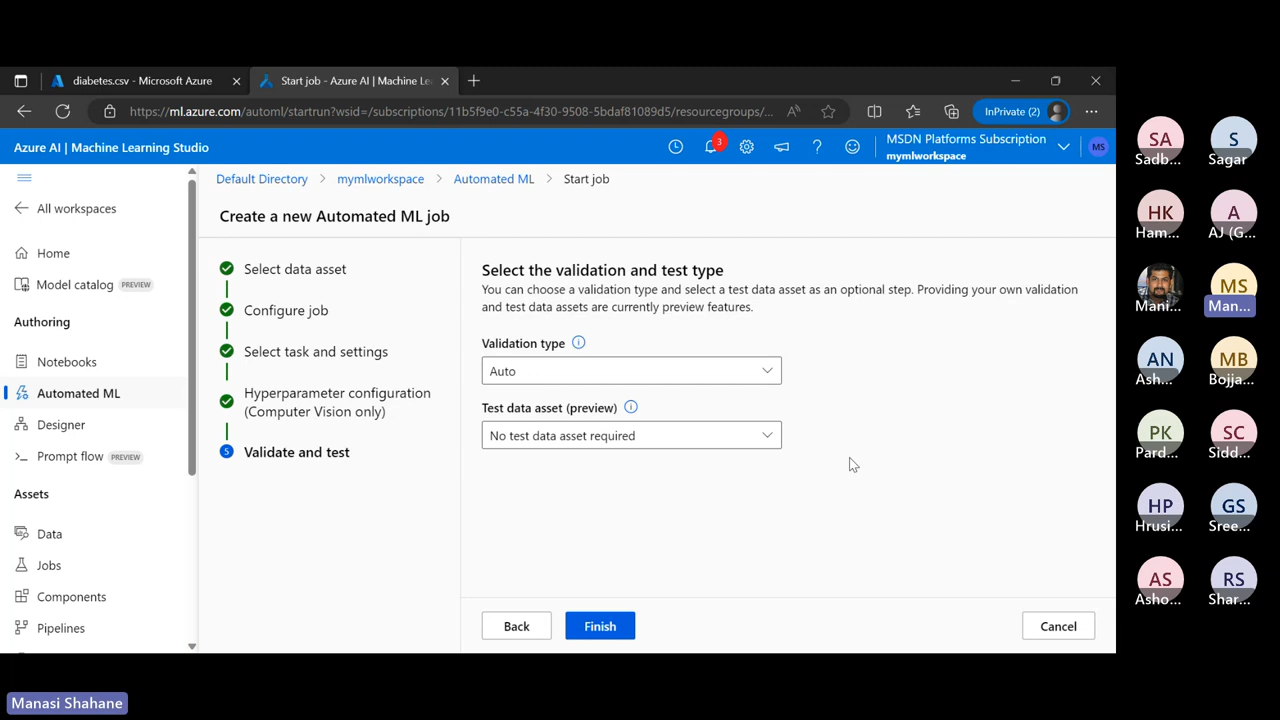 diabetes.csv - Microsoft Azure
Start job - Azure AI | Machine Le
https://ml.azure.com/automl/startrun?wsid=/subscriptions/11b5f9e0-c55a-4f30-9508-5bdaf81089d5/resourcegroups/...
InPrivate (2)
Azure AI | Machine Learning Studio
3
MSDN Platforms Subscription
mymlworkspace
MS
Default Directory > mymlworkspace > Automated ML > Start job
All workspaces
Home
Model catalog PREVIEW
Authoring
Notebooks
Automated ML
Designer
Prompt flow PREVIEW
Assets
Data
Jobs
Components
Pipelines
Create a new Automated ML job
Select data asset
Configure job
Select task and settings
Hyperparameter configuration
(Computer Vision only)
5 Validate and test
Select the validation and test type
You can choose a validation type and select a test data asset as an optional step. Providing your own validation
and test data assets are currently preview features.
Validation type
Auto
Test data asset (preview)
No test data asset required
Back
Finish
Cancel
SA
Sadb...
S
Sagar
HK
Ham...
A
AJ (G...
Mani...
MS
Man...
AN
Ash...
MB
Bojja...
PK
Pard...
SC
Sidd...
HP
Hrusi...
GS
Sree...
AS
Asho...
RS
Shar...
Manasi Shahane